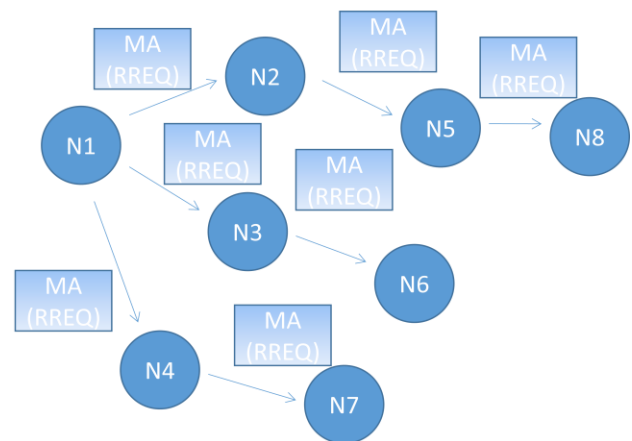 MA
(RREQ)
N2
MA
(RREQ)
MA
(RREQ)
N1
N5
N8
MA
(RREQ)
MA
(RREQ)
N3
N6
MA
(RREQ)
N4
MA
(RREQ)
N7